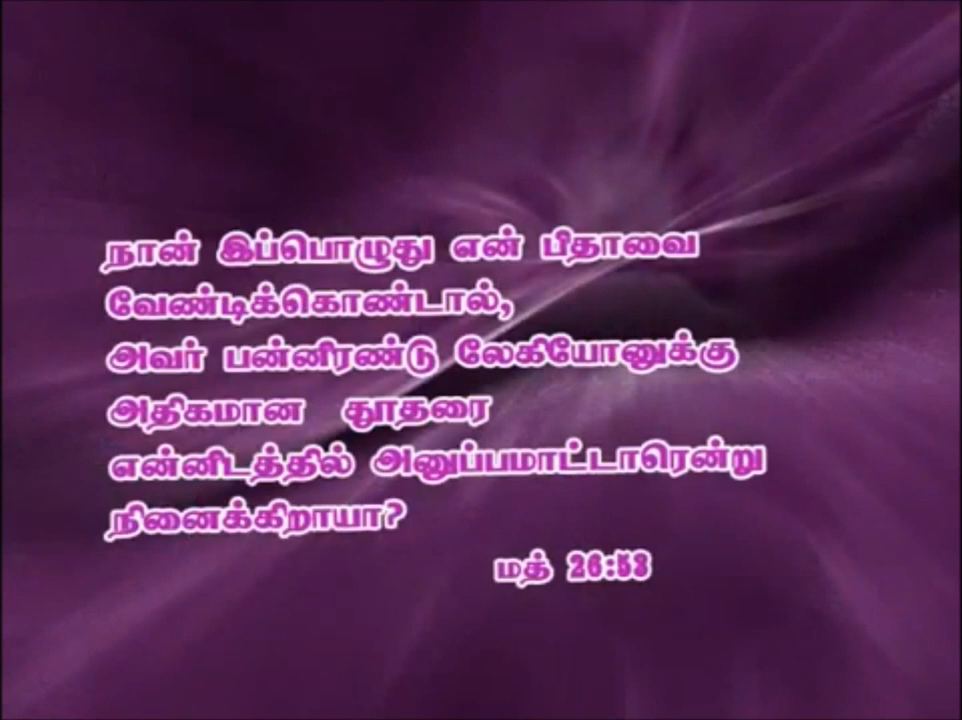 நான் இப்பொழுது என் பிதாவை
வேண்டிக்கொண்டால்,
அவர் பன்னிரண்டு லேகியோனுக்கு
அதிகமான தூதரை
என்னிடத்தில் அனுப்பமாட்டாரென்று
நினைக்கிறாயா?
மத் 26:53